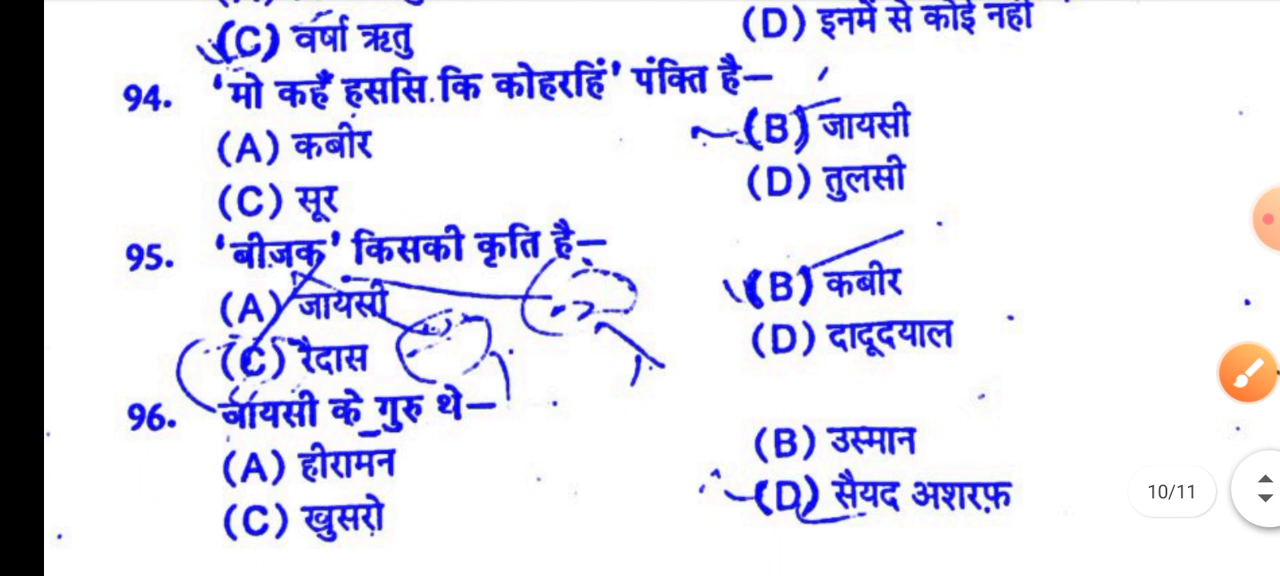 (C) वर्षा ऋतु (D) इनमें से कोई नहीं
94. 'मो कहँ हससि कि कोहरहिं' पंक्ति है—
(A) कबीर (B) जायसी
(C) सूर (D) तुलसी
95. 'बीजक' किसकी कृति है—
(A) जायसी (B) कबीर
(C) रैदास (D) दादूदयाल
96. जायसी के गुरु थे—
(A) हीरामन (B) उस्मान
(C) खुसरो (D) सैयद अशरफ़
10/11